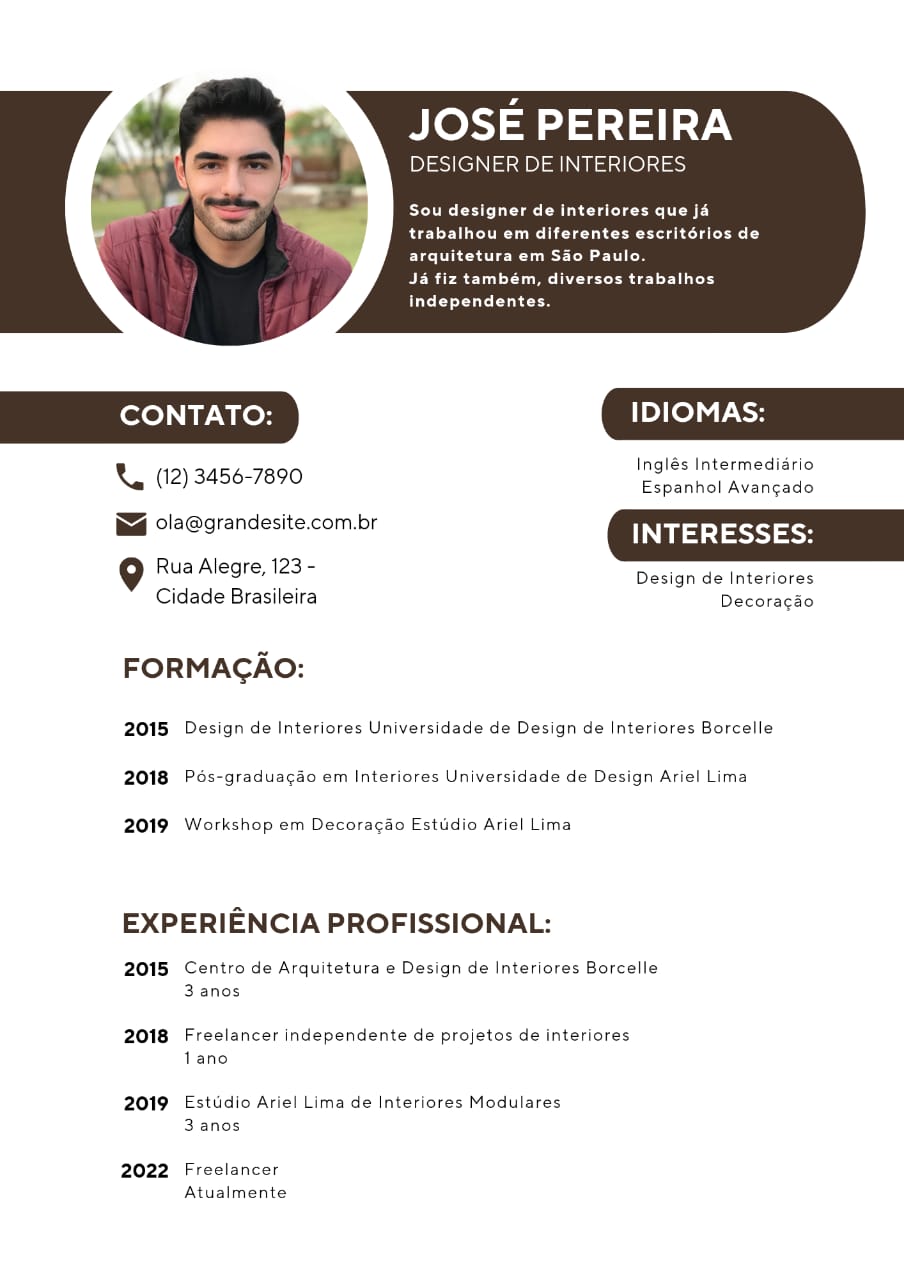 JOSÉ PEREIRA
DESIGNER DE INTERIORES
Sou designer de interiores que já
trabalhou em diferentes escritórios de
arquitetura em São Paulo.
Já fiz também, diversos trabalhos
independentes.
CONTATO:
(12) 3456-7890
ola@grandesite.com.br
Rua Alegre, 123 -
Cidade Brasileira
IDIOMAS:
Inglês Intermediário
Espanhol Avançado
INTERESSES:
Design de Interiores
Decoração
FORMAÇÃO:
2015 Design de Interiores Universidade de Design de Interiores Borcelle
2018 Pós-graduação em Interiores Universidade de Design Ariel Lima
2019 Workshop em Decoração Estúdio Ariel Lima
EXPERIÊNCIA PROFISSIONAL:
2015 Centro de Arquitetura e Design de Interiores Borcelle
3 anos
2018 Freelancer independente de projetos de interiores
1 ano
2019 Estúdio Ariel Lima de Interiores Modulares
3 anos
2022 Freelancer
Atualmente